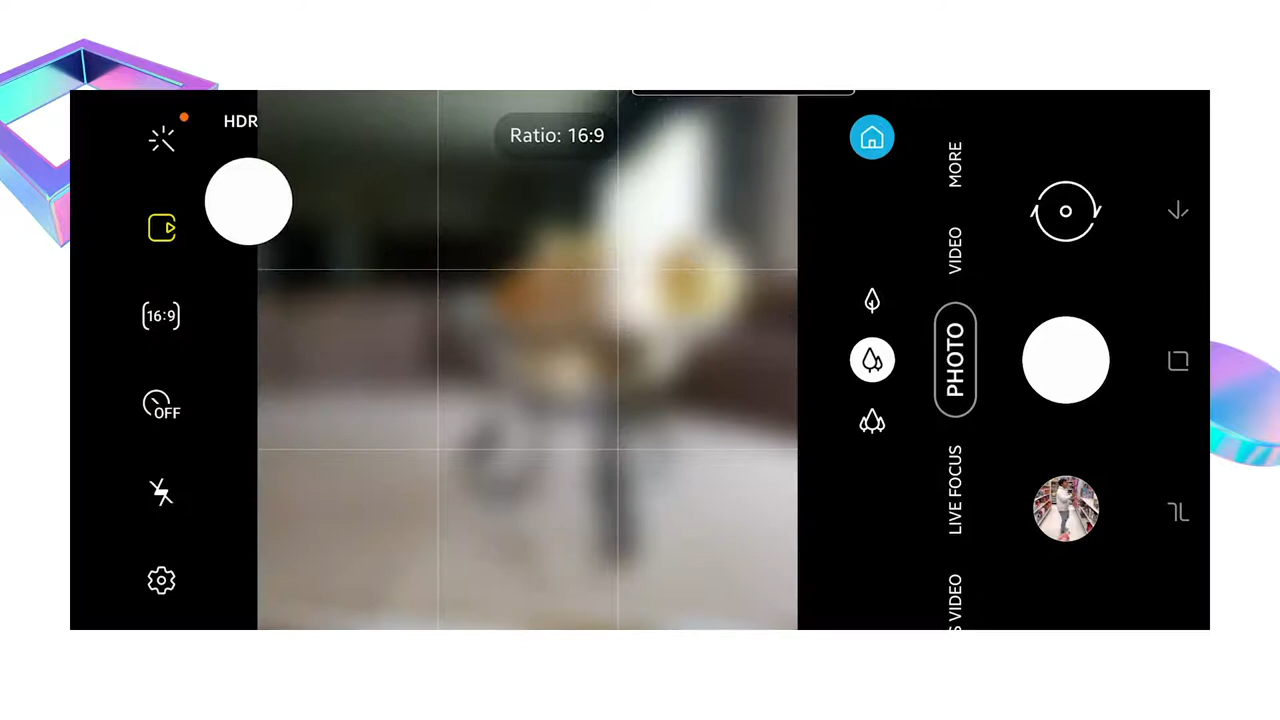 HDR
Ratio: 16:9
16:9
OFF
MORE
VIDEO
PHOTO
LIVE FOCUS
VIDEO